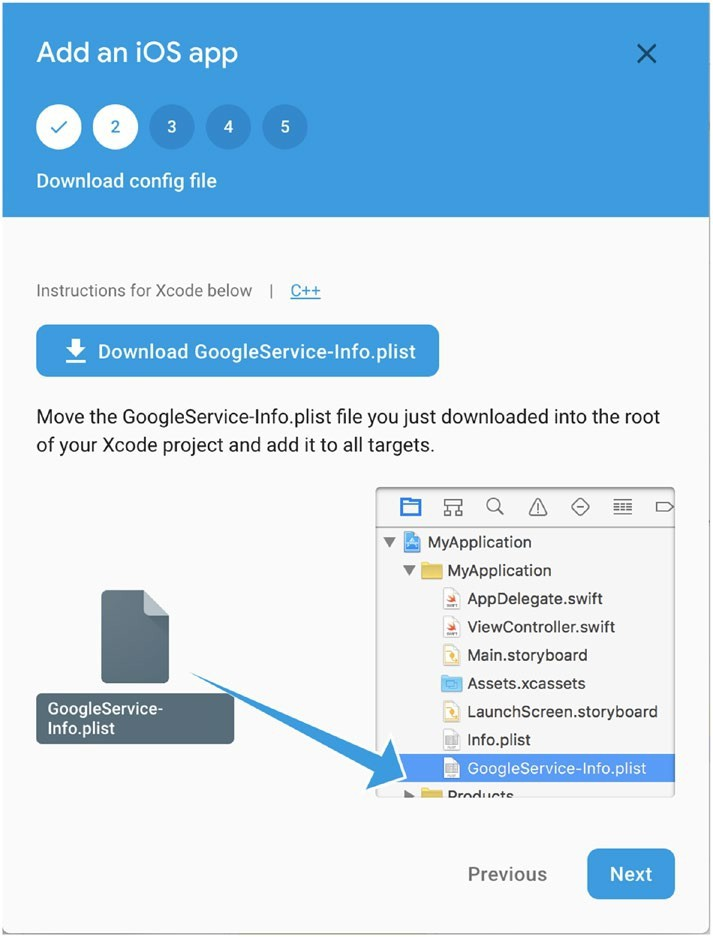 Add an iOS app
2
3
4
5
Download config file
Instructions for Xcode below | C++
Download GoogleService-Info.plist
Move the GoogleService-Info.plist file you just downloaded into the root
of your Xcode project and add it to all targets.
MyApplication
MyApplication
AppDelegate.swift
ViewController.swift
Main.storyboard
Assets.xcassets
LaunchScreen.storyboard
Info.plist
GoogleService-Info.plist
Products
GoogleService-
Info.plist
Previous
Next